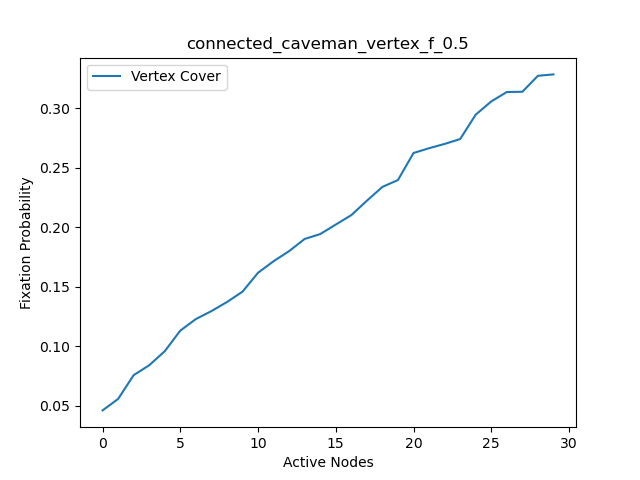 connected_caveman_vertex_f_0.5
Vertex Cover
Fixation Probability
0.30
0.25
0.20
0.15
0.10
0.05
0 5 10 15 20 25 30
Active Nodes